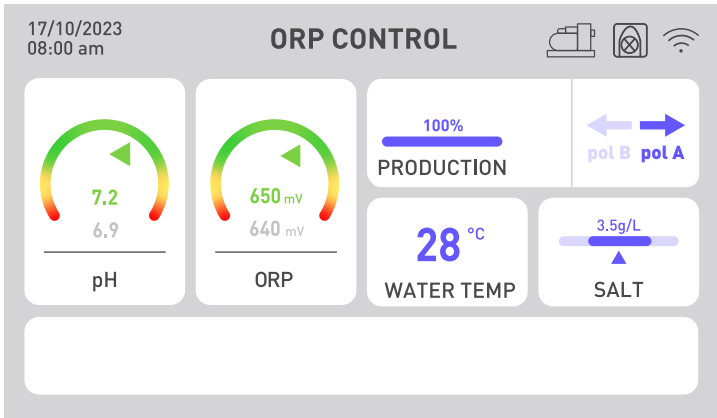 17/10/2023
08:00 am
ORP CONTROL
7.2
6.9
pH
650 mV
640 mV
ORP
100%
PRODUCTION
pol B pol A
28 °C
WATER TEMP
3.5g/L
SALT